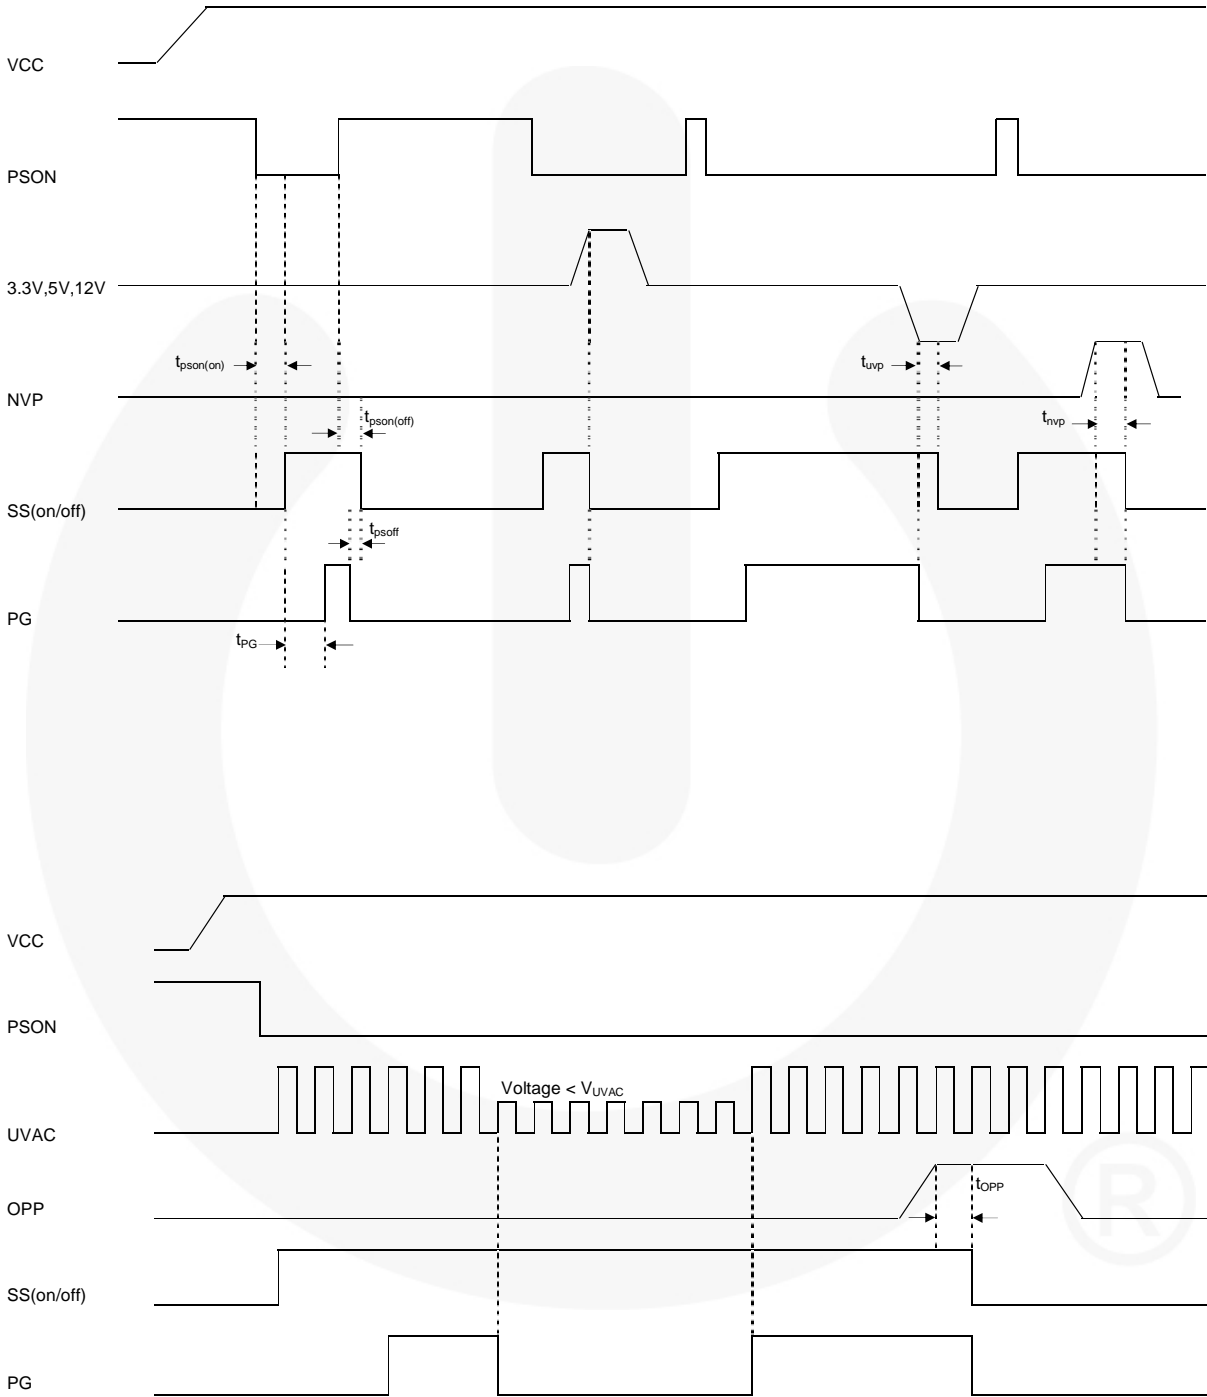 VCC
PSON
3.3V,5V,12V
tpson(on)
tuvp
NVP
tpson(off)
tnvp
SS(on/off)
tpsoff
PG
tPG
VCC
PSON
Voltage < VUVAC
UVAC
tOPP
OPP
®
SS(on/off)
PG